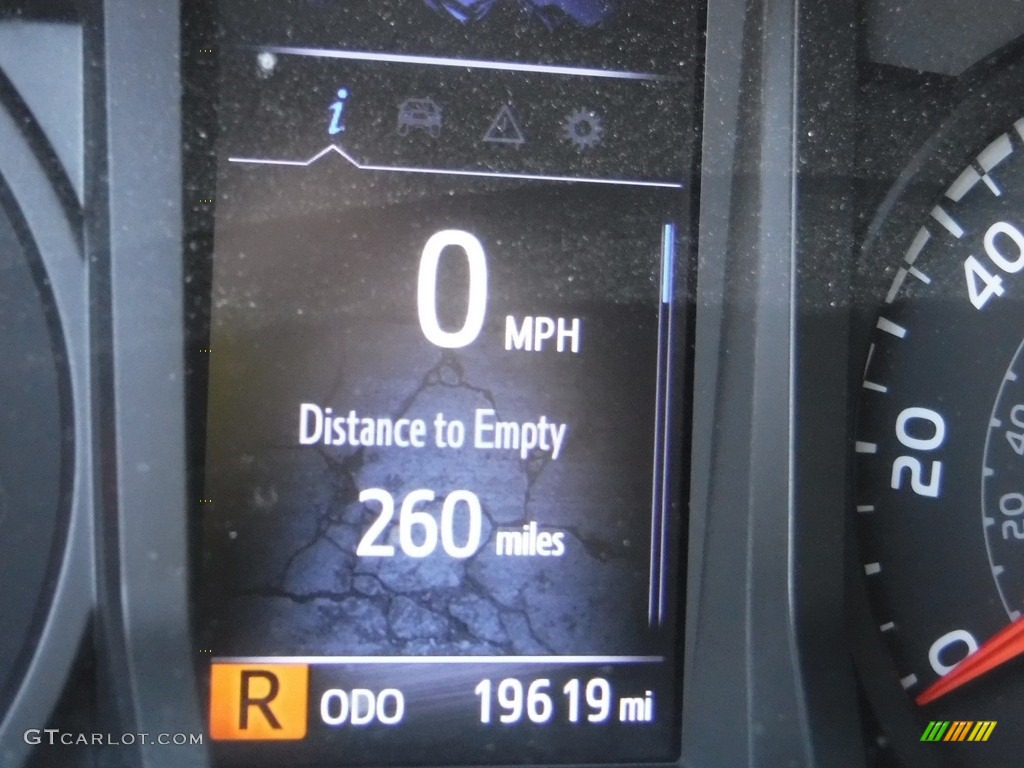 i
0 MPH
Distance to Empty
260 miles
R ODO 19619 mi
40
20
0
40
20
GTCARLOT.COM